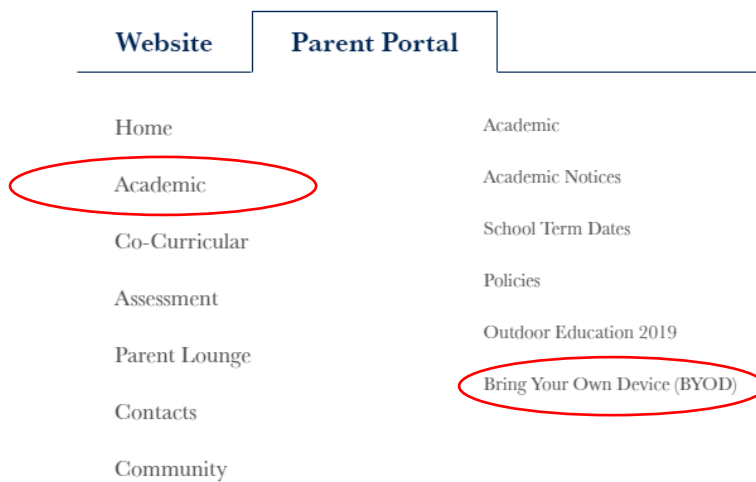 Website
Parent Portal
Home
Academic
Co-Curricular
Assessment
Parent Lounge
Contacts
Community
Academic
Academic Notices
School Term Dates
Policies
Outdoor Education 2019
Bring Your Own Device (BYOD)